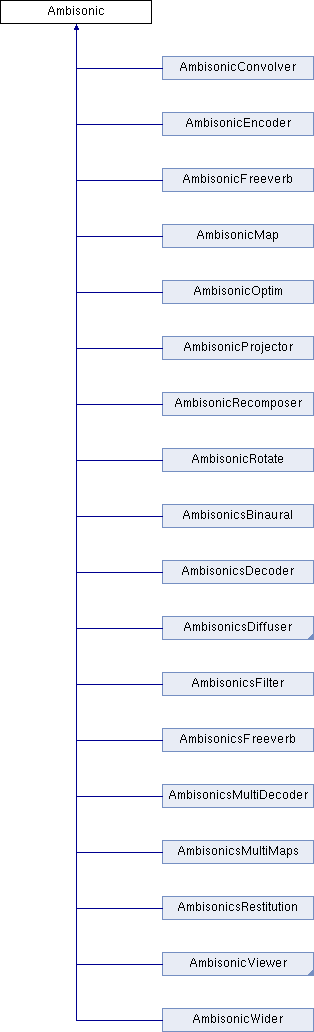 Ambisonic
AmbisonicConvolver
AmbisonicEncoder
AmbisonicFreeverb
AmbisonicMap
AmbisonicOptim
AmbisonicProjector
AmbisonicRecomposer
AmbisonicRotate
AmbisonicsBinaural
AmbisonicsDecoder
AmbisonicsDiffuser
AmbisonicsFilter
AmbisonicsFreeverb
AmbisonicsMultiDecoder
AmbisonicsMultiMaps
AmbisonicsRestitution
AmbisonicViewer
AmbisonicWider